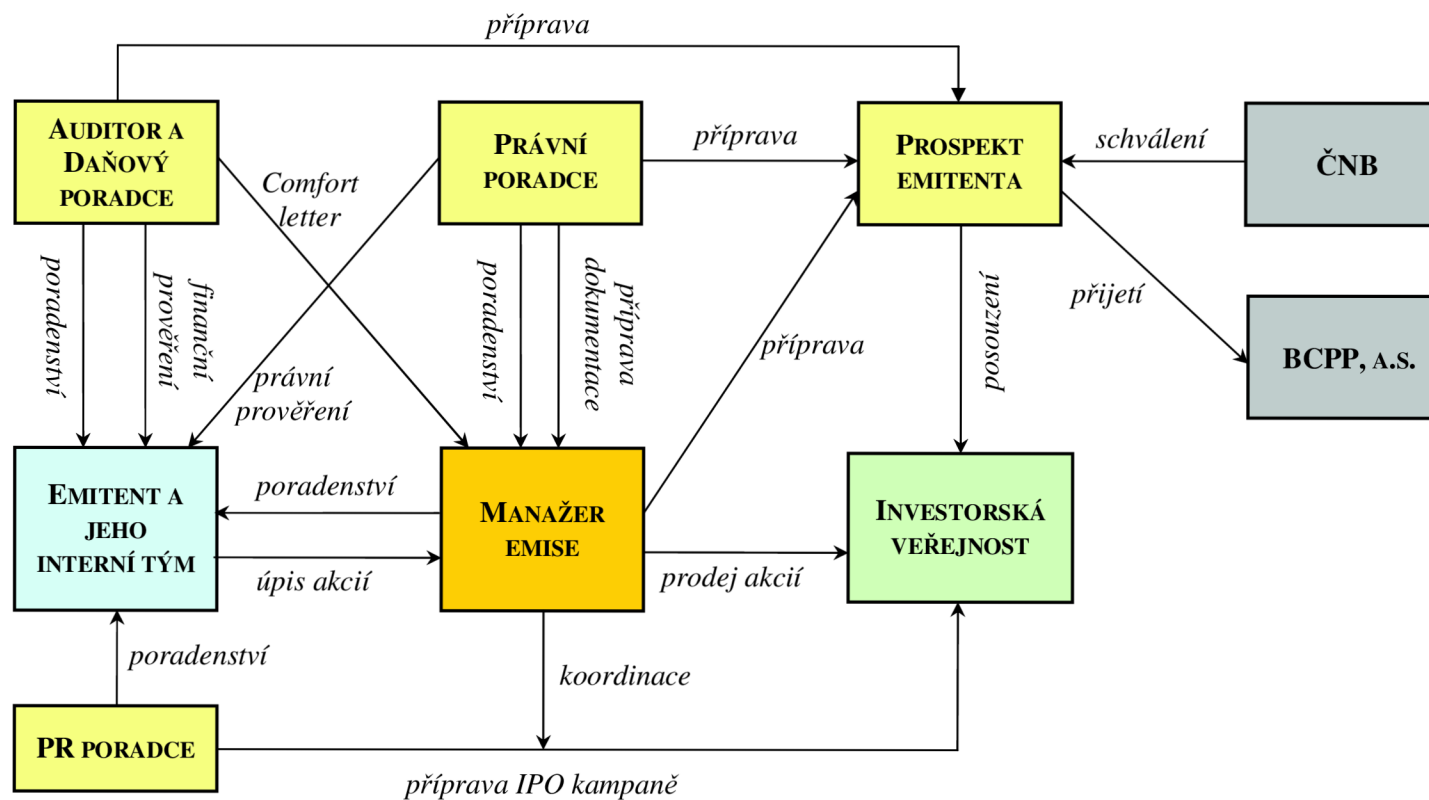 příprava
AUDITOR A
DAŇOVÝ
PORADCE
PRÁVNÍ
PORADCE
příprava
PROSPEKT
EMITENTA
schválení
ČNB
Comfort
letter
poradenství
finanční
prověření
právní
prověření
poradenství
příprava
dokumentace
příprava
posouzení
přijetí
BCPP, A.S.
EMITENT A
JEHO
INTERNÍ TÝM
poradenství
úpis akcií
MANAŽER
EMISE
prodej akcií
INVESTORSKÁ
VEŘEJNOST
poradenství
koordinace
PR PORADCE
příprava IPO kampaně